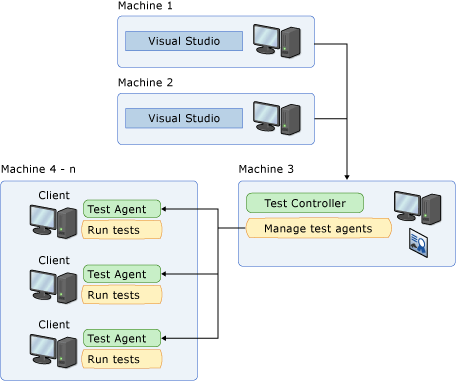 Machine 1
Visual Studio
Machine 2
Visual Studio
Machine 4 - n
Client
Test Agent
Run tests
Client
Test Agent
Run tests
Client
Test Agent
Run tests
Machine 3
Test Controller
Manage test agents